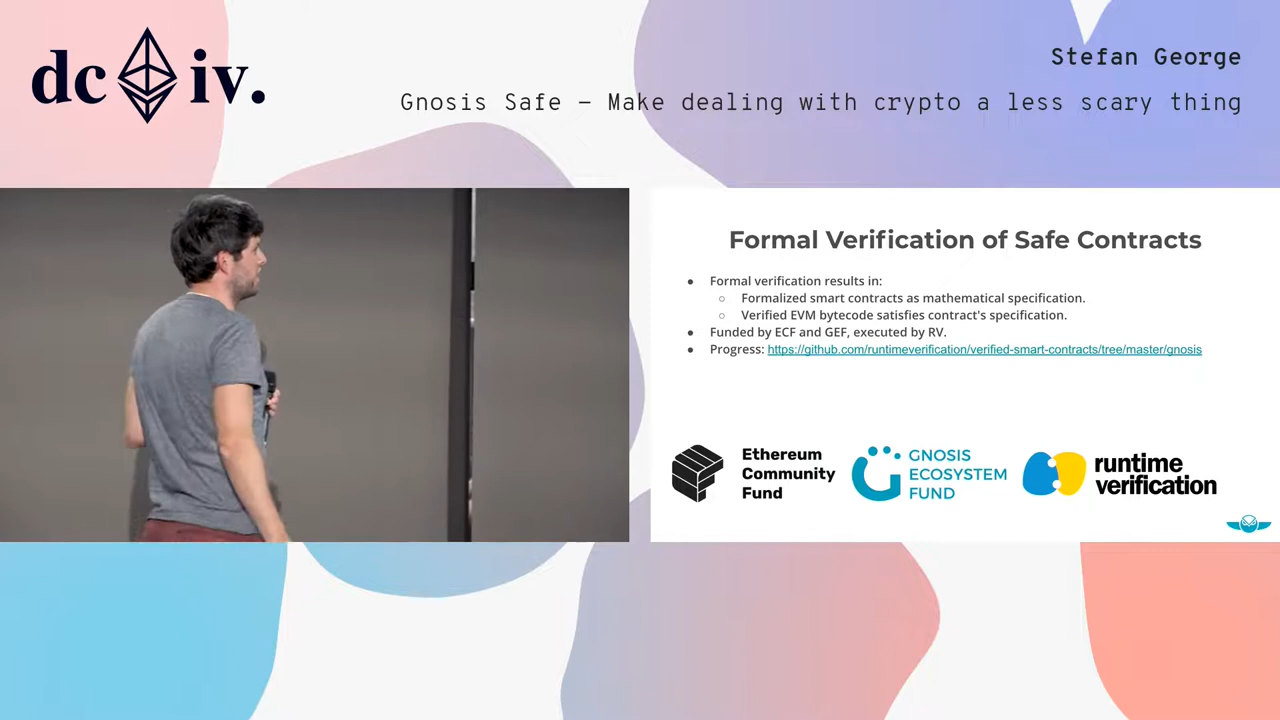 dc iv.
Stefan George
Gnosis Safe – Make dealing with crypto a less scary thing
Formal Verification of Safe Contracts
● Formal verification results in:
○ Formalized smart contracts as mathematical specification.
○ Verified EVM bytecode satisfies contract's specification.
● Funded by ECF and GEF, executed by RV.
● Progress: https://github.com/runtimeverification/verified-smart-contracts/tree/master/gnosis
Ethereum
Community
Fund
GNOSIS
ECOSYSTEM
FUND
runtime
verification